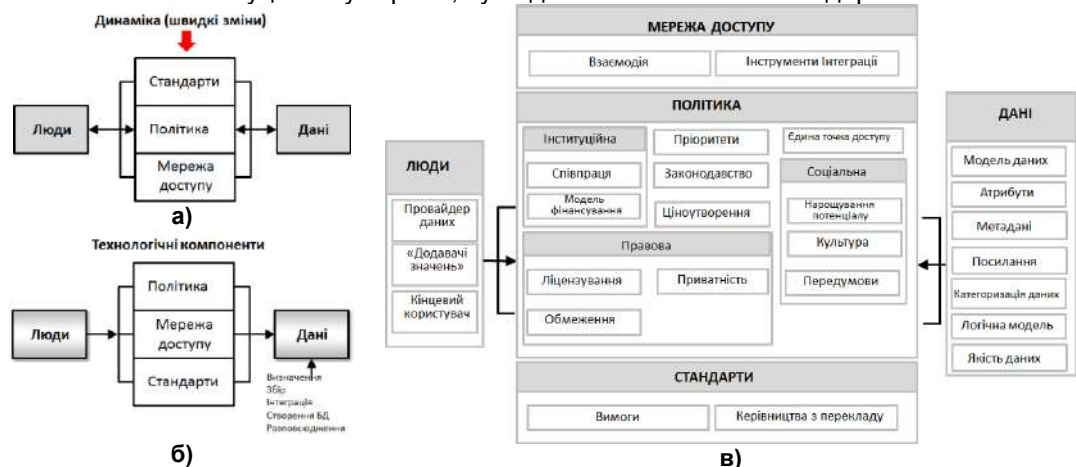 Динаміка (швидкі зміни)
Стандарти
Люди
Політика
Дані
Мережа
доступу
а)
Технологічні компоненти
Політика
Люди
Мережа
доступу
Дані
Стандарти
Визначення
Збір
Інтеграція
Створення БД
Розповсюдження
б)
МЕРЕЖА ДОСТУПУ
Взаємодія
Інструменти Інтеграції
ПОЛІТИКА
Інституційна
Співпраця
Модель
фінансування
Пріоритети
Законодавство
Ціноутворення
Єдина точка доступу
Соціальна
Нарощування
потенціалу
Культура
Передумови
Правова
Ліцензування
Приватність
Обмеження
ЛЮДИ
Провайдер
даних
«Додавачі
значень»
Кінцевий
користувач
ДАНІ
Модель даних
Атрибути
Метадані
Посилання
Категоризація даних
Логічна модель
Якість даних
СТАНДАРТИ
Вимоги
Керівництва з перекладу
в)